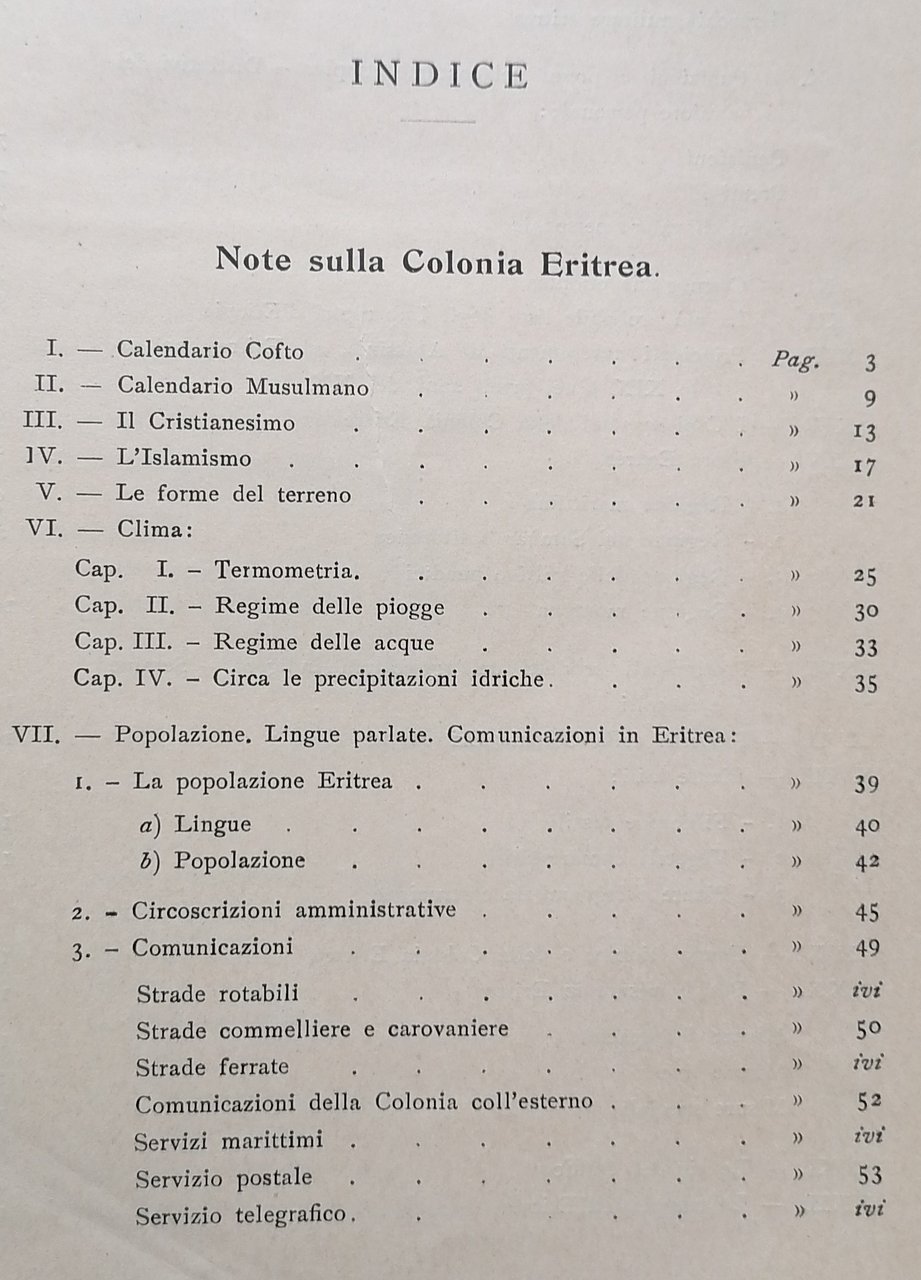 INDICE
Note sulla Colonia Eritrea.
I. — Calendario Cofto . . . . . . . Pag. 3
II. — Calendario Musulmano . . . . . . » 9
III. — Il Cristianesimo . . . . . . . » 13
IV. — L'Islamismo . . . . . . . . » 17
V. — Le forme del terreno . . . . . . » 21
VI. — Clima:
Cap. I. – Termometria. . . . . . . » 25
Cap. II. – Regime delle piogge . . . . . » 30
Cap. III. – Regime delle acque . . . . . » 33
Cap. IV. – Circa le precipitazioni idriche. . . . » 35
VII. — Popolazione. Lingue parlate. Comunicazioni in Eritrea:
1. – La popolazione Eritrea . . . . . . » 39
a) Lingue . . . . . . . . » 40
b) Popolazione . . . . . . . » 42
2. – Circoscrizioni amministrative . . . . . » 45
3. – Comunicazioni . . . . . . . » 49
Strade rotabili . . . . . . . » ivi
Strade commelliere e carovaniere . . . . » 50
Strade ferrate . . . . . . . » ivi
Comunicazioni della Colonia coll'esterno . . . » 52
Servizi marittimi . . . . . . . » ivi
Servizio postale . . . . . . . » 53
Servizio telegrafico. . . . . . » ivi